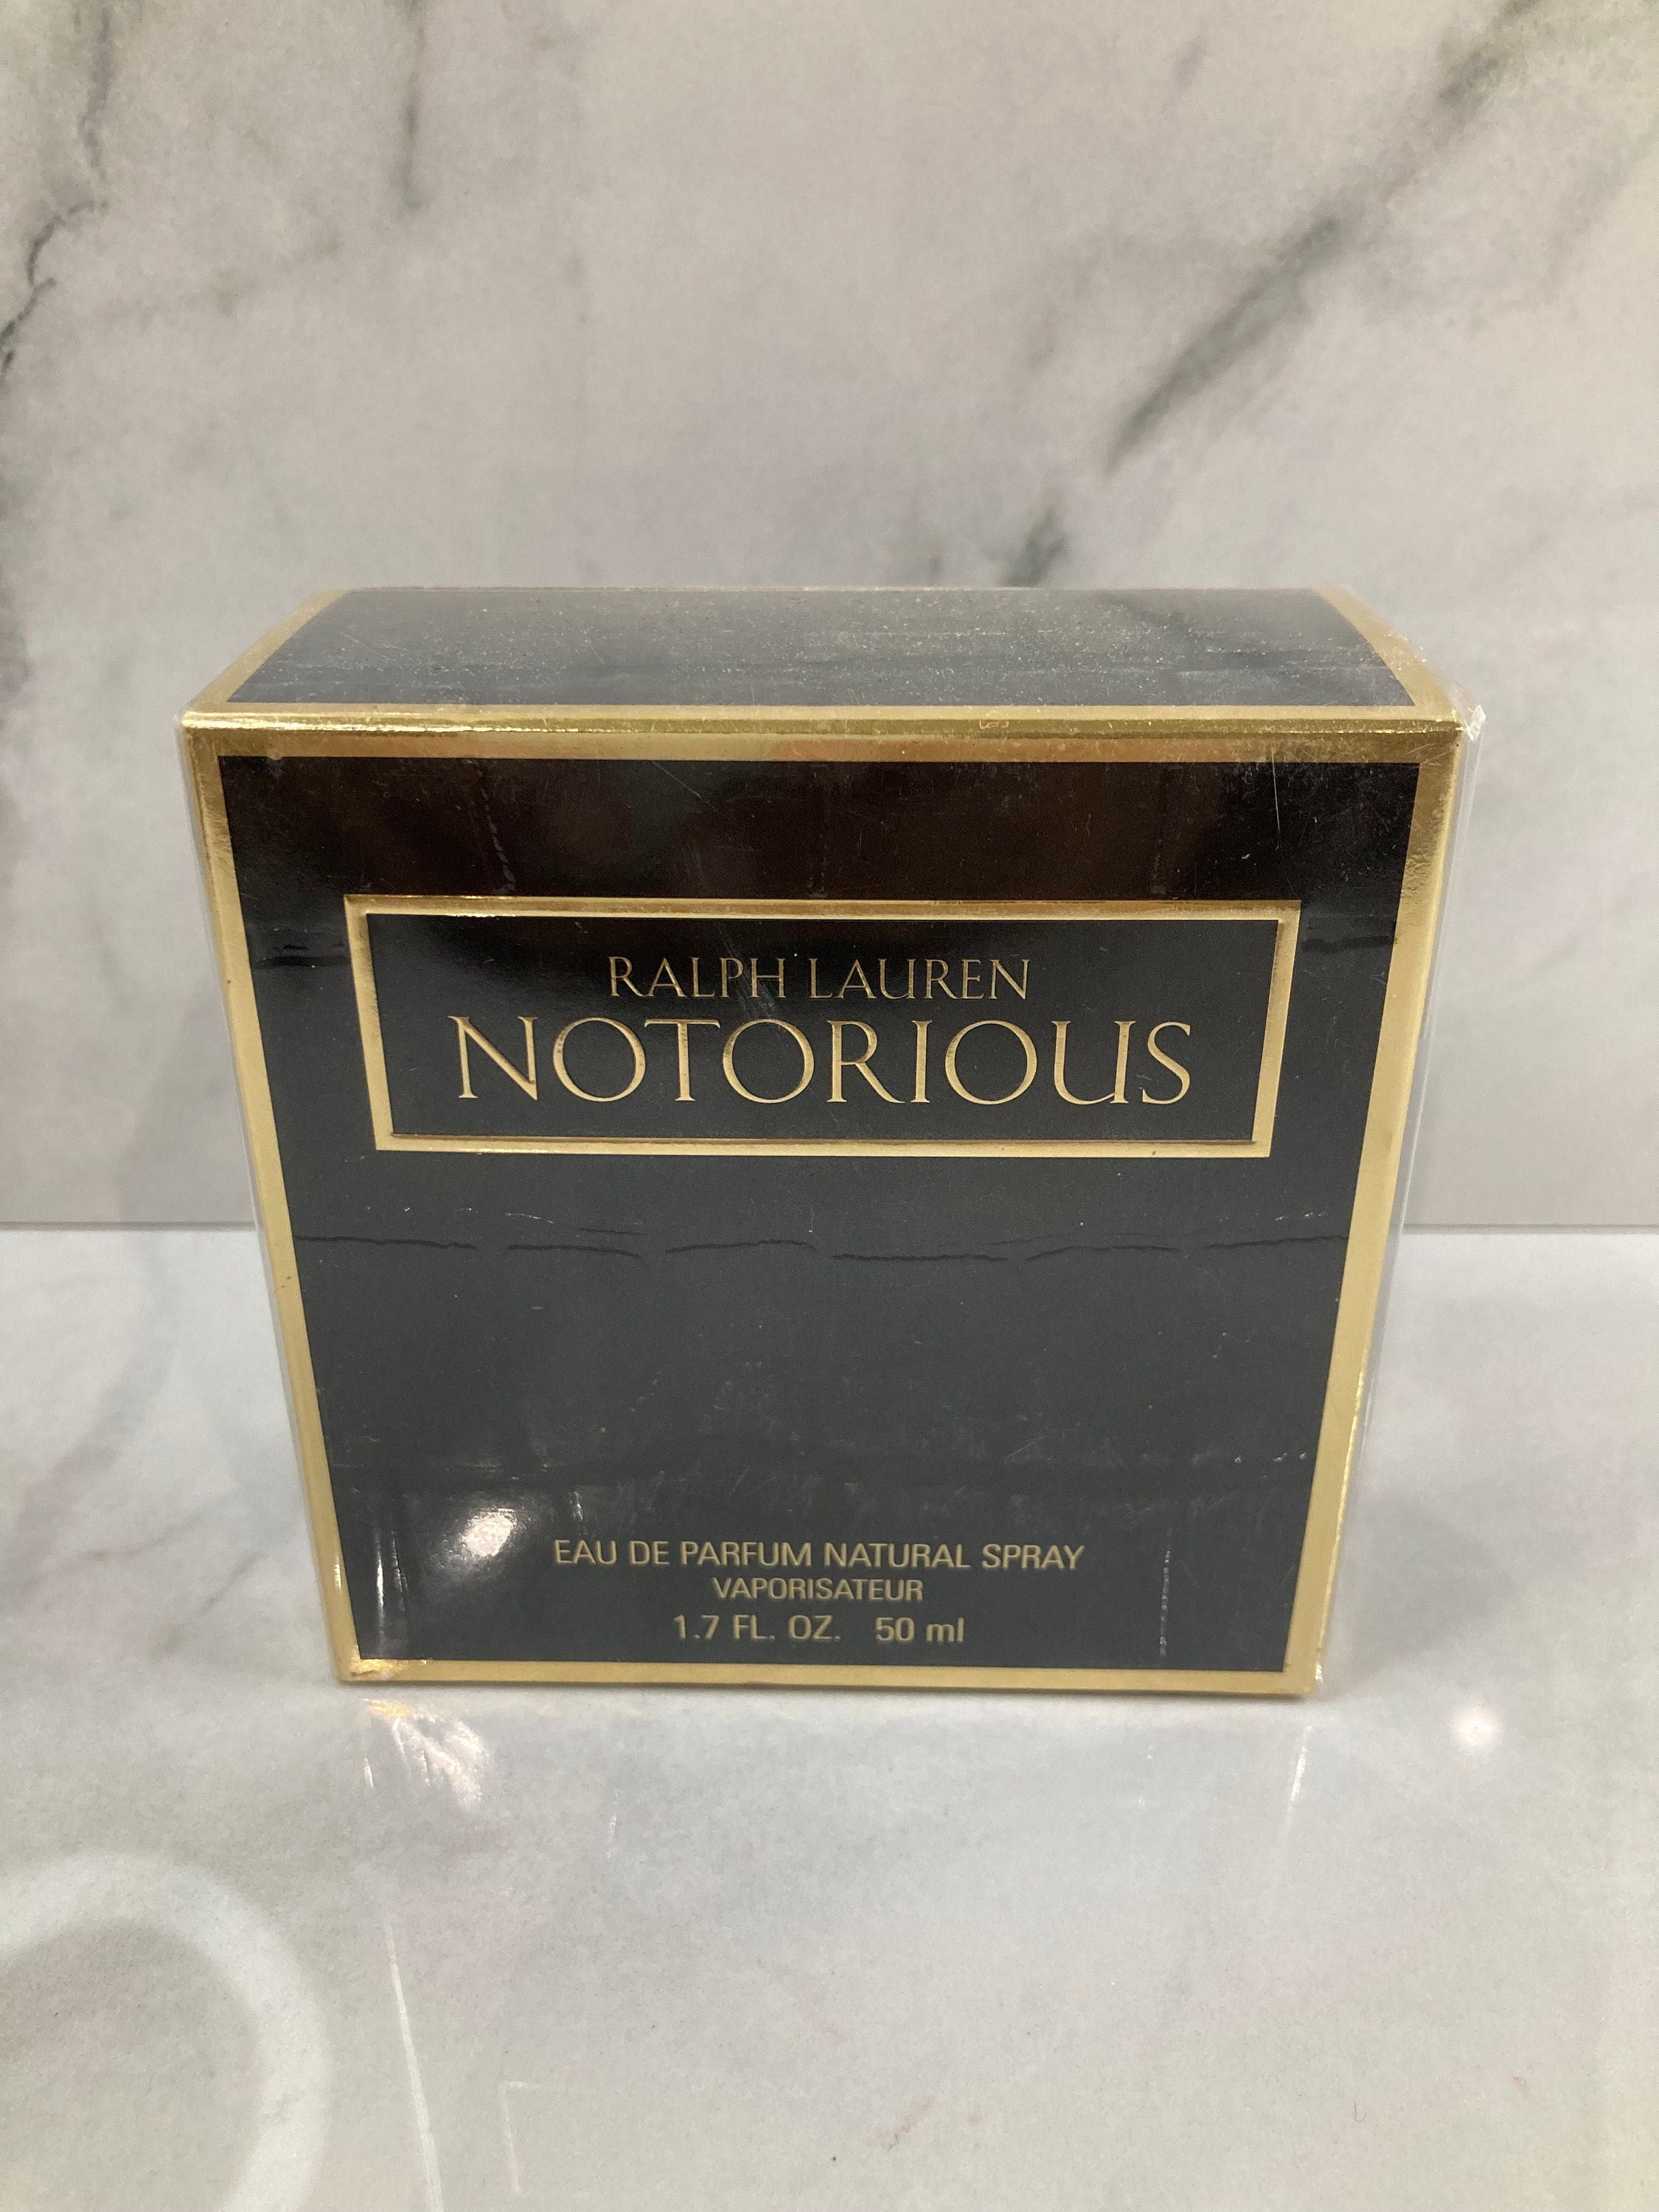 RALPH LAUREN
NOTORIOUS
EAU DE PARFUM NATURAL SPRAY
VAPORISATEUR
1.7 FL. OZ. 50 ml